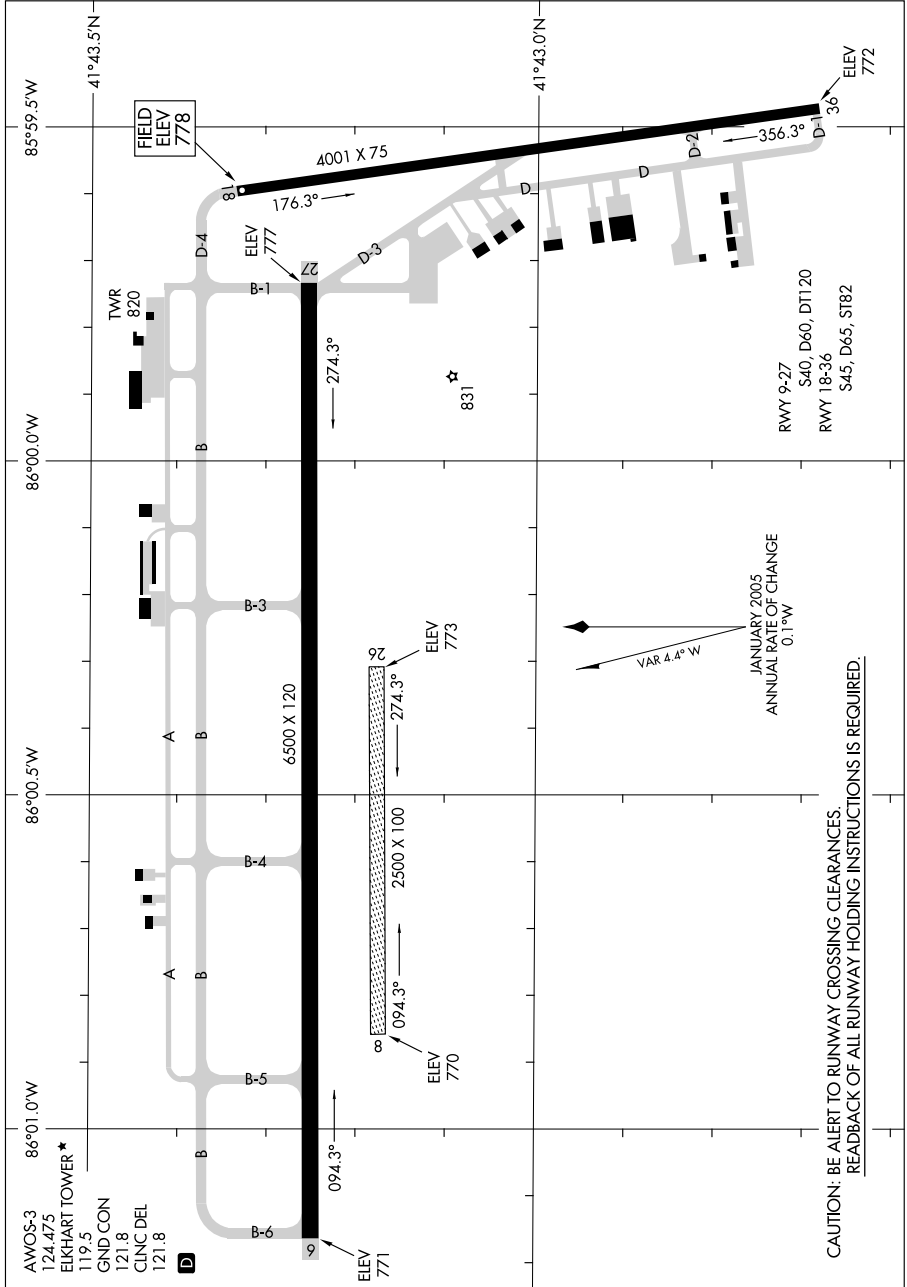 AWOS-3
124.475
ELKHART TOWER★
119.5
GND CON
121.8
CLNC DEL
121.8
D
86°01.0'W
86°00.5'W
86°00.0'W
85°59.5'W
41°43.5'N
41°43.0'N
TWR
820
FIELD
ELEV
778
A
A
B
B
B
B
B-6
B-5
B-4
B-3
B-1
D-4
18
176.3°
4001 X 75
ELEV
777
27
9
ELEV
771
094.3°
6500 X 120
274.3°
D-3
D
D
D-2
D-1
356.3°
36
ELEV
772
8
ELEV
770
094.3°
2500 X 100
274.3°
26
ELEV
773
831
RWY 9-27
S40, D60, DT120
RWY 18-36
S45, D65, ST82
VAR 4.4° W
JANUARY 2005
ANNUAL RATE OF CHANGE
0.1°W
CAUTION: BE ALERT TO RUNWAY CROSSING CLEARANCES.
READBACK OF ALL RUNWAY HOLDING INSTRUCTIONS IS REQUIRED.